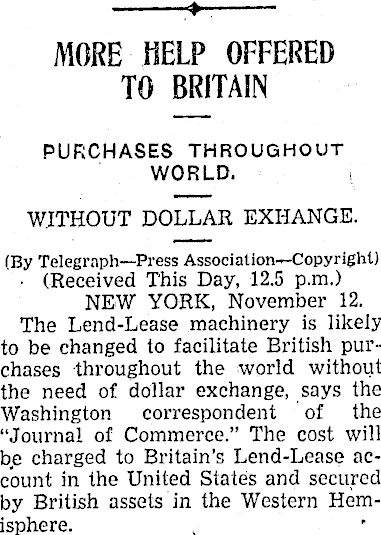 MORE HELP OFFERED
TO BRITAIN
PURCHASES THROUGHOUT
WORLD.
WITHOUT DOLLAR EXHANGE.
(By Telegraph—Press Association—Copyright)
(Received This Day, 12.5 p.m.)
NEW YORK, November 12.
The Lend-Lease machinery is likely
to be changed to facilitate British pur-
chases throughout the world without
the need of dollar exchange, says the
Washington correspondent of the
“Journal of Commerce.” The cost will
be charged to Britain’s Lend-Lease ac-
count in the United States and secured
by British assets in the Western Hem-
isphere.